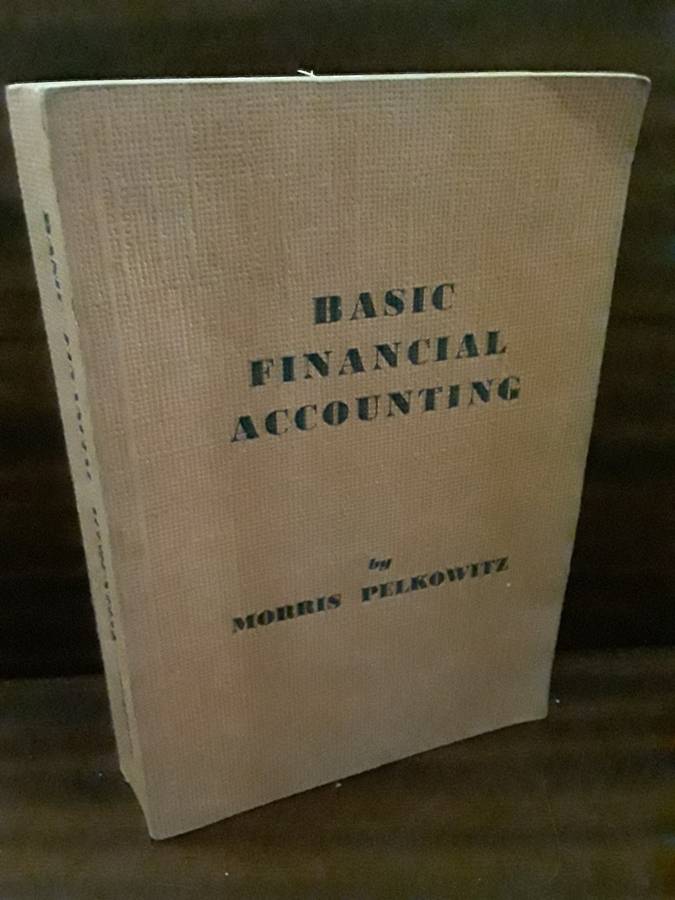 BASIC
FINANCIAL
ACCOUNTING
by
MORRIS PELKOWITZ